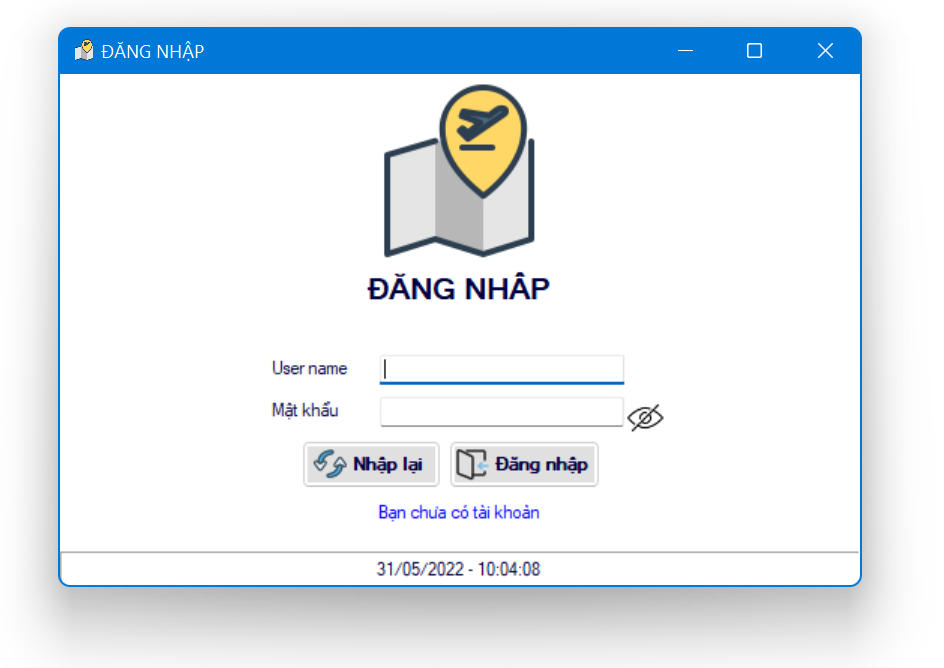 ĐĂNG NHẬP
ĐĂNG NHÂP
User name
Mật khẩu
Nhập lại
Đăng nhập
Bạn chưa có tài khoản
31/05/2022 - 10:04:08